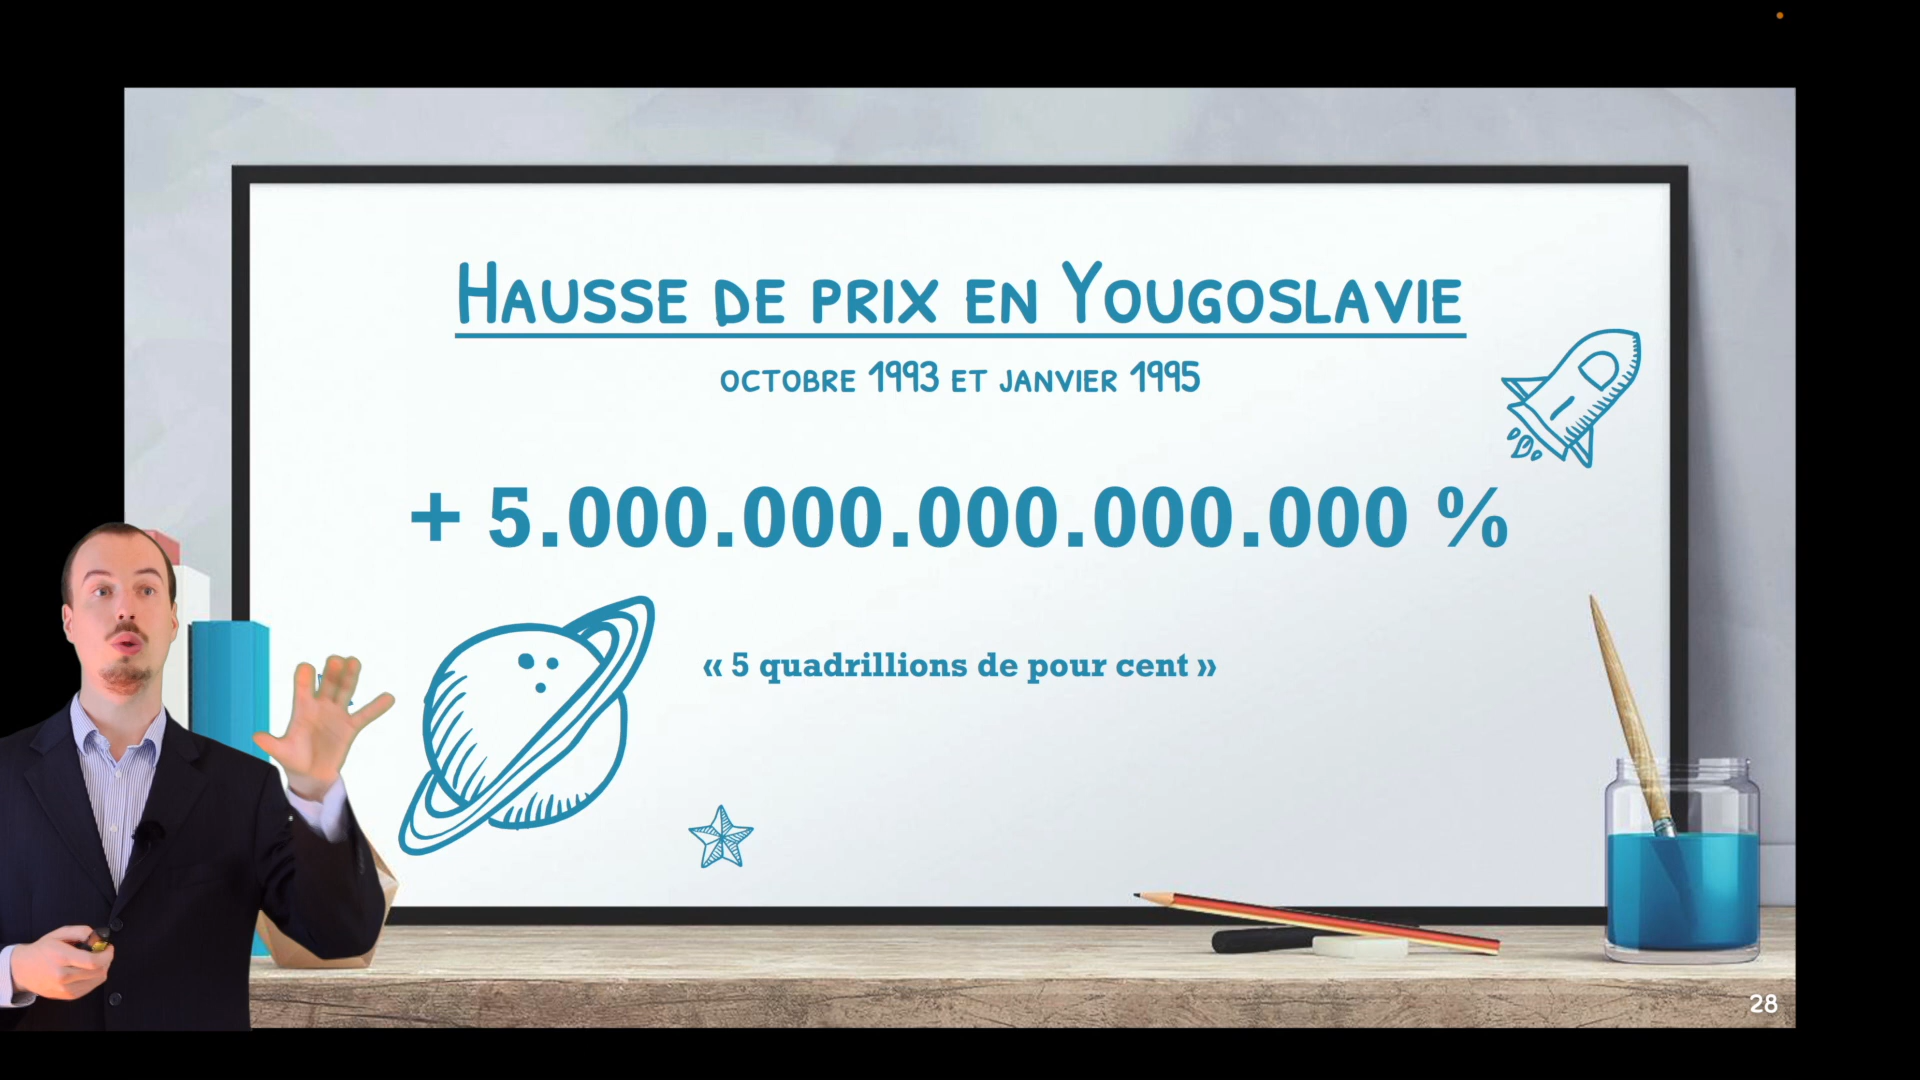 Hausse de prix en Yougoslavie
octobre 1993 et janvier 1995
+ 5.000.000.000.000.000 %
« 5 quadrillions de pour cent »
28